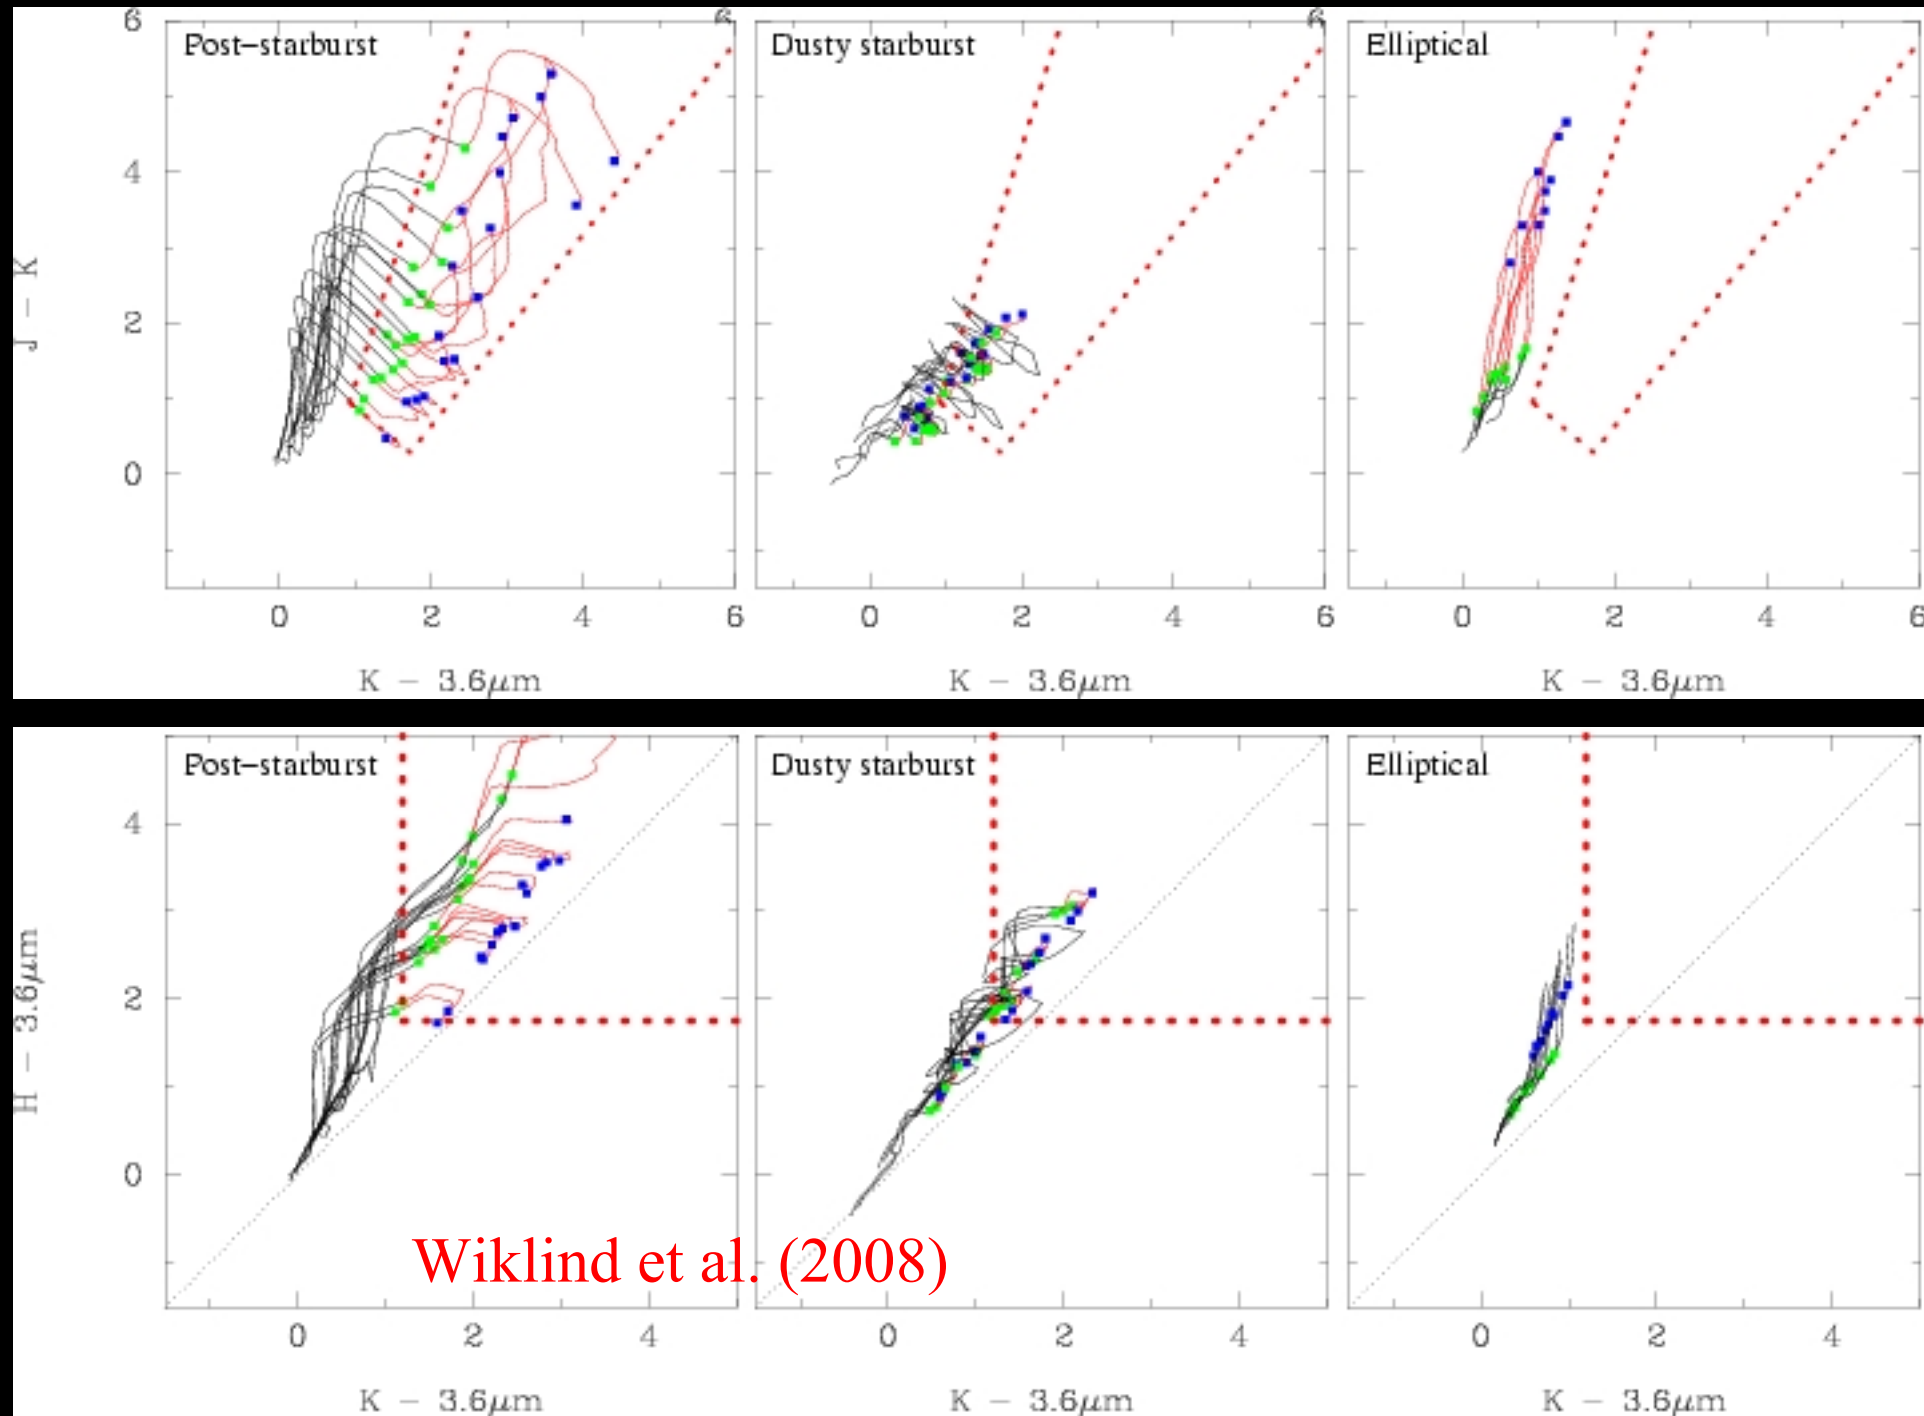 6
6
6
Post-starburst
Dusty starburst
Elliptical
4
2
0
J - K
0 2 4 6
0 2 4 6
0 2 4 6
K - 3.6μm
K - 3.6μm
K - 3.6μm
Post-starburst
Dusty starburst
Elliptical
4
2
0
H - 3.6μm
Wiklind et al. (2008)
0 2 4
0 2 4
0 2 4
K - 3.6μm
K - 3.6μm
K - 3.6μm